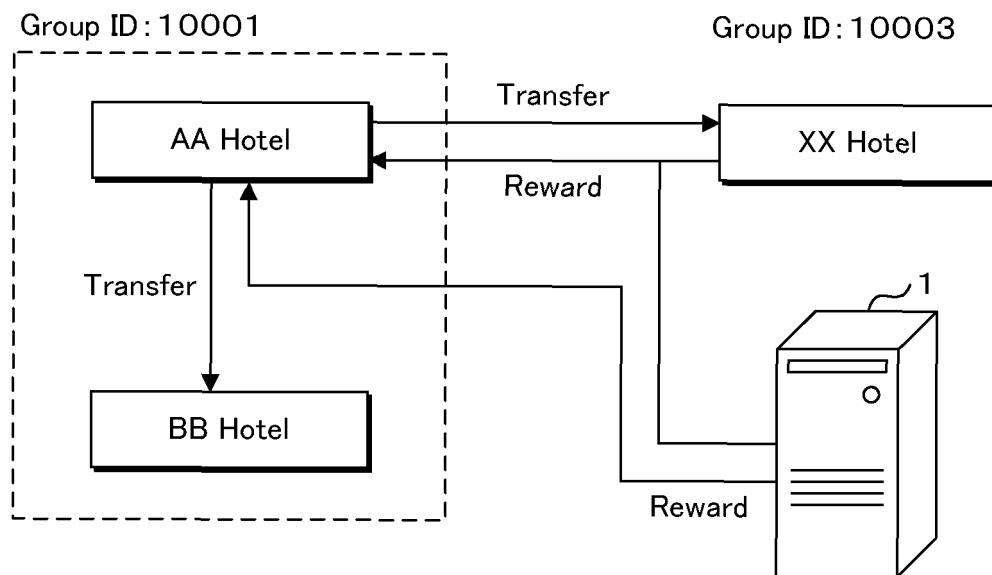 Group ID:10001
Group ID:10003
Transfer
AA Hotel
XX Hotel
Reward
Transfer
1
BB Hotel
Reward